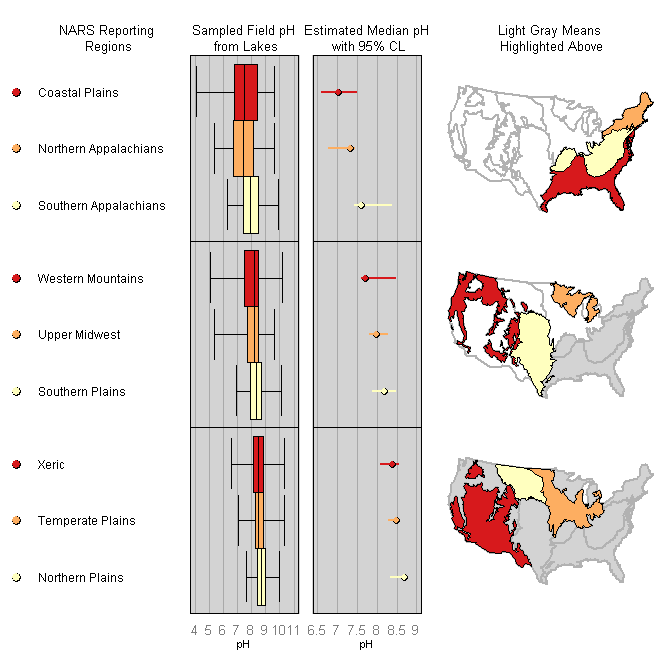 NARS Reporting
Regions
Sampled Field pH
from Lakes
Estimated Median pH
with 95% CL
Light Gray Means
Highlighted Above
Coastal Plains
Northern Appalachians
Southern Appalachians
Western Mountains
Upper Midwest
Southern Plains
Xeric
Temperate Plains
Northern Plains
4 5 6 7 8 9 10 11
pH
6.5 7 7.5 8 8.5 9
pH